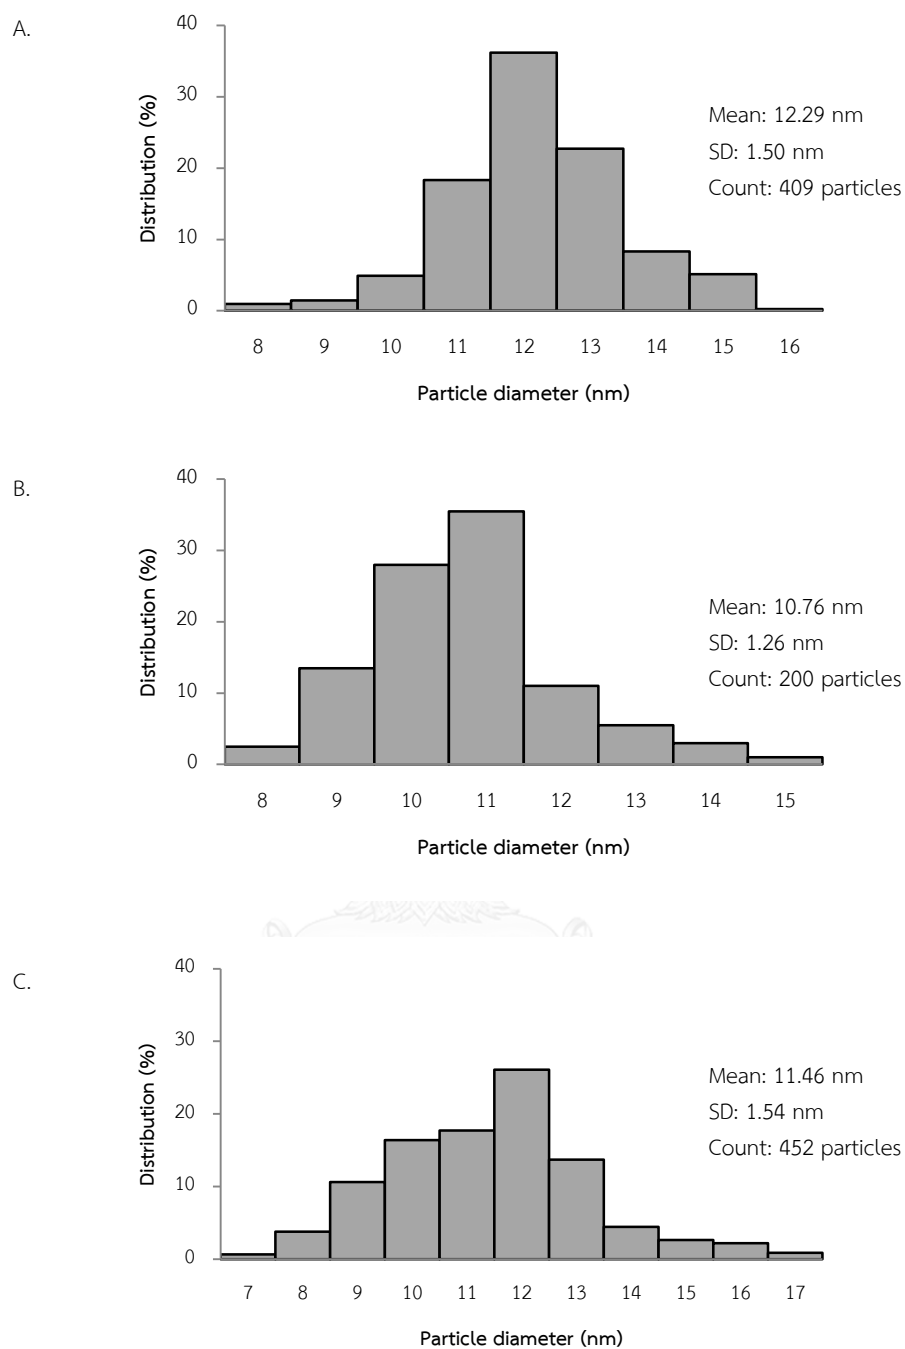 A.
40
30
20
10
0
Distribution (%)
Mean: 12.29 nm
SD: 1.50 nm
Count: 409 particles
8 9 10 11 12 13 14 15 16
Particle diameter (nm)
B.
40
30
20
10
0
Distribution (%)
Mean: 10.76 nm
SD: 1.26 nm
Count: 200 particles
8 9 10 11 12 13 14 15
Particle diameter (nm)
C.
40
30
20
10
0
Distribution (%)
Mean: 11.46 nm
SD: 1.54 nm
Count: 452 particles
7 8 9 10 11 12 13 14 15 16 17
Particle diameter (nm)